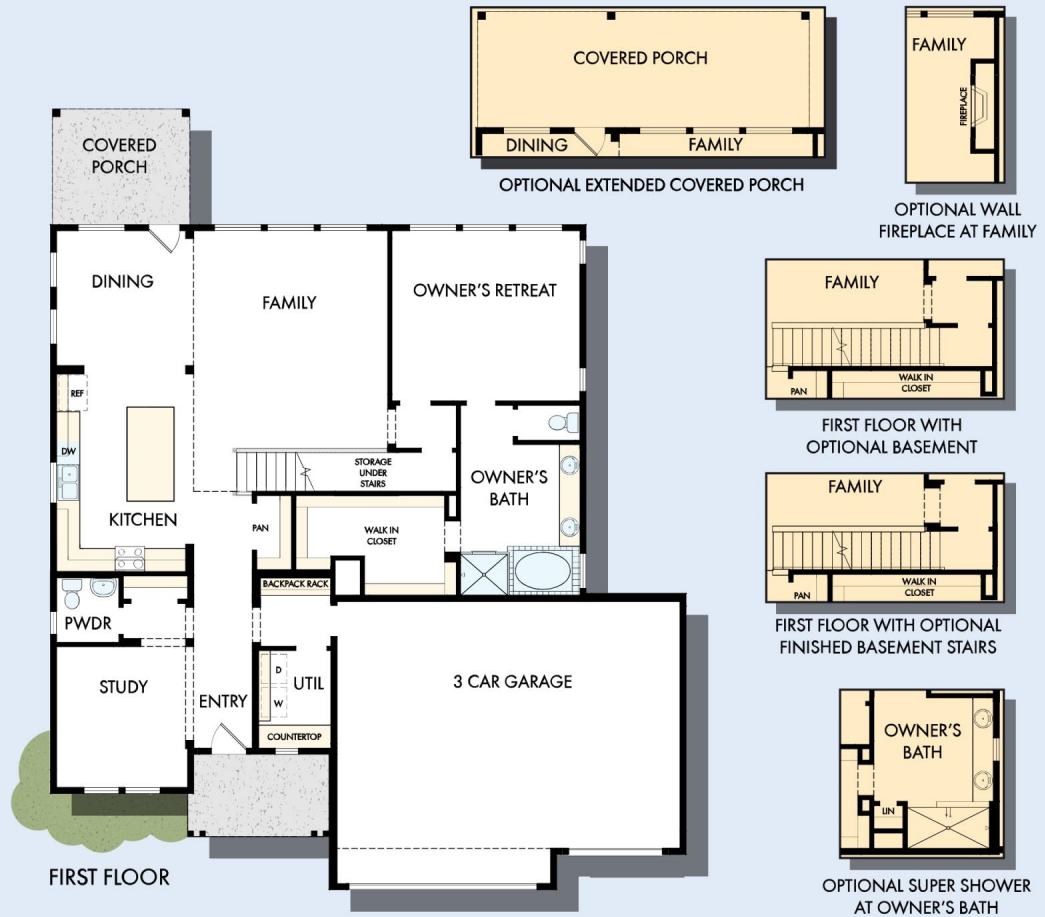 COVERED PORCH
DINING
FAMILY
OPTIONAL EXTENDED COVERED PORCH
FAMILY
FIREPLACE
OPTIONAL WALL
FIREPLACE AT FAMILY
COVERED
PORCH
DINING
FAMILY
OWNER'S RETREAT
REF
DW
KITCHEN
PAN
STORAGE
UNDER
STAIRS
OWNER'S
BATH
WALK IN
CLOSET
BACKPACK RACK
PWDR
STUDY
ENTRY
D
W
UTIL
COUNTERTOP
3 CAR GARAGE
FIRST FLOOR
FAMILY
PAN
WALK IN
CLOSET
FIRST FLOOR WITH
OPTIONAL BASEMENT
FAMILY
PAN
WALK IN
CLOSET
FIRST FLOOR WITH OPTIONAL
FINISHED BASEMENT STAIRS
OWNER'S
BATH
LIN
OPTIONAL SUPER SHOWER
AT OWNER'S BATH